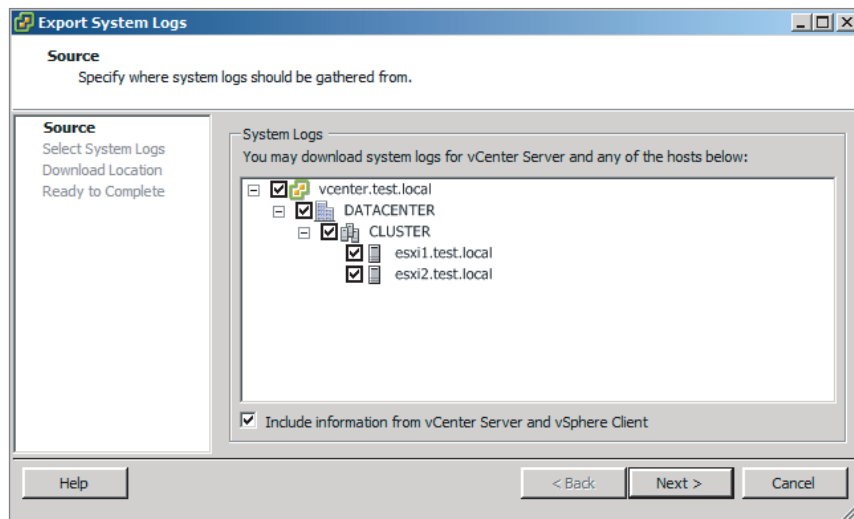 Export System Logs
Source
Specify where system logs should be gathered from.
Source
Select System Logs
Download Location
Ready to Complete
System Logs
You may download system logs for vCenter Server and any of the hosts below:
vcenter.test.local
DATACENTER
CLUSTER
esxi1.test.local
esxi2.test.local
Include information from vCenter Server and vSphere Client
Help
< Back
Next >
Cancel